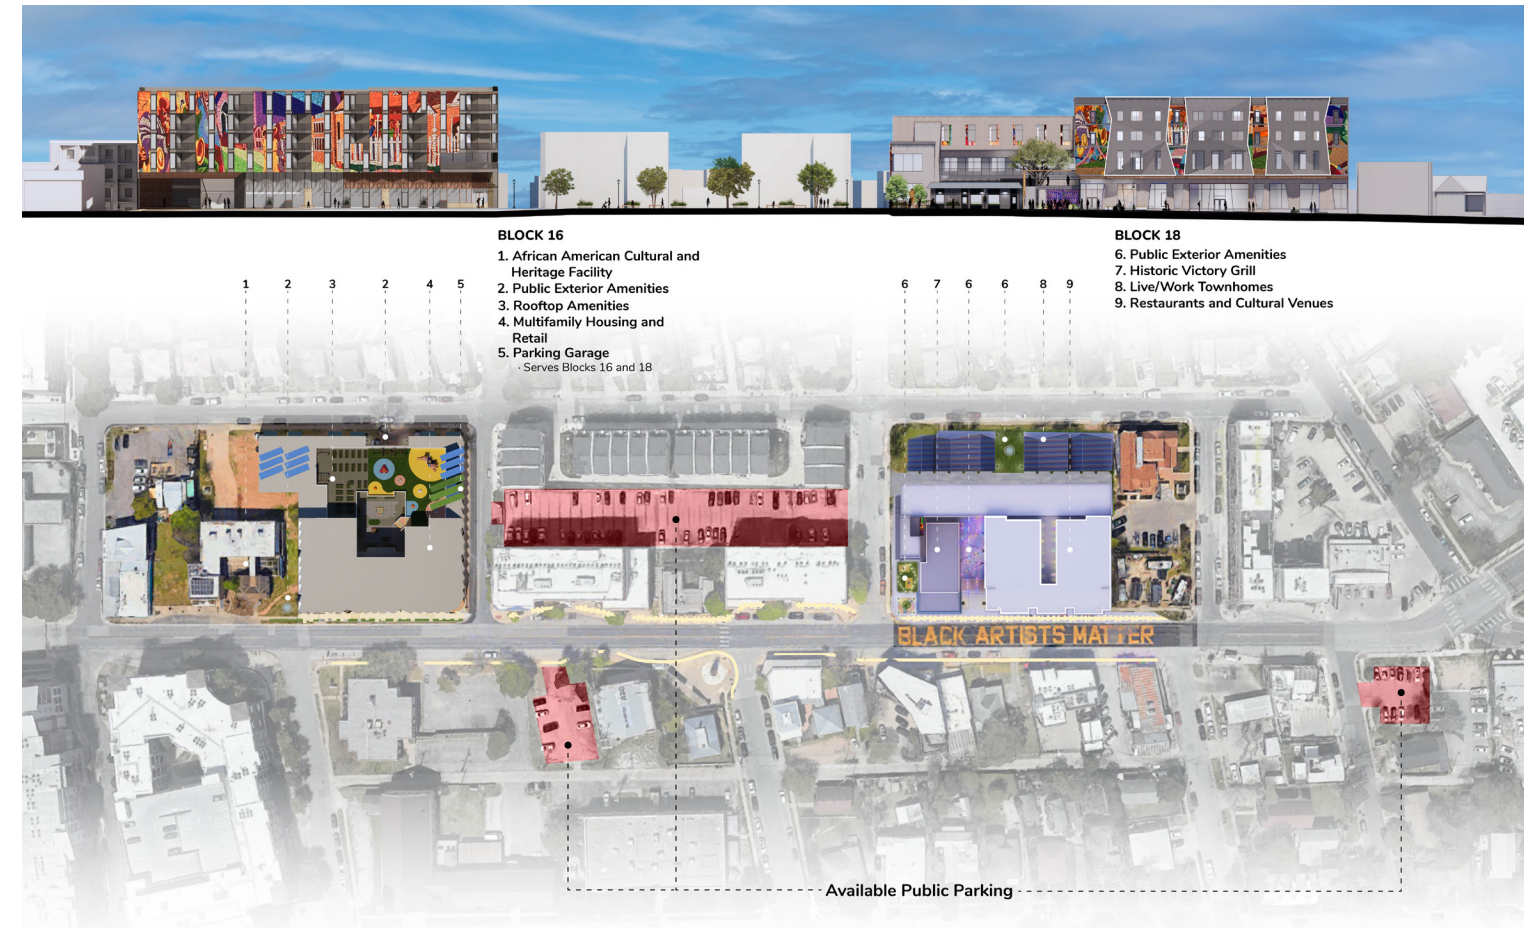 BLOCK 16
1. African American Cultural and
Heritage Facility
2. Public Exterior Amenities
3. Rooftop Amenities
4. Multifamily Housing and
Retail
5. Parking Garage
· Serves Blocks 16 and 18
BLOCK 18
6. Public Exterior Amenities
7. Historic Victory Grill
8. Live/Work Townhomes
9. Restaurants and Cultural Venues
1 2 3 2 4 5
6 7 6 6 8 9
BLACK ARTISTS MATTER
Available Public Parking